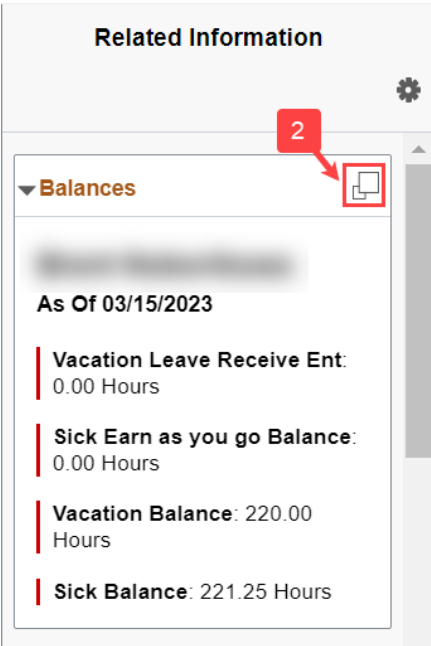 Related Information
2
Balances
As Of 03/15/2023
Vacation Leave Receive Ent:
0.00 Hours
Sick Earn as you go Balance:
0.00 Hours
Vacation Balance: 220.00
Hours
Sick Balance: 221.25 Hours